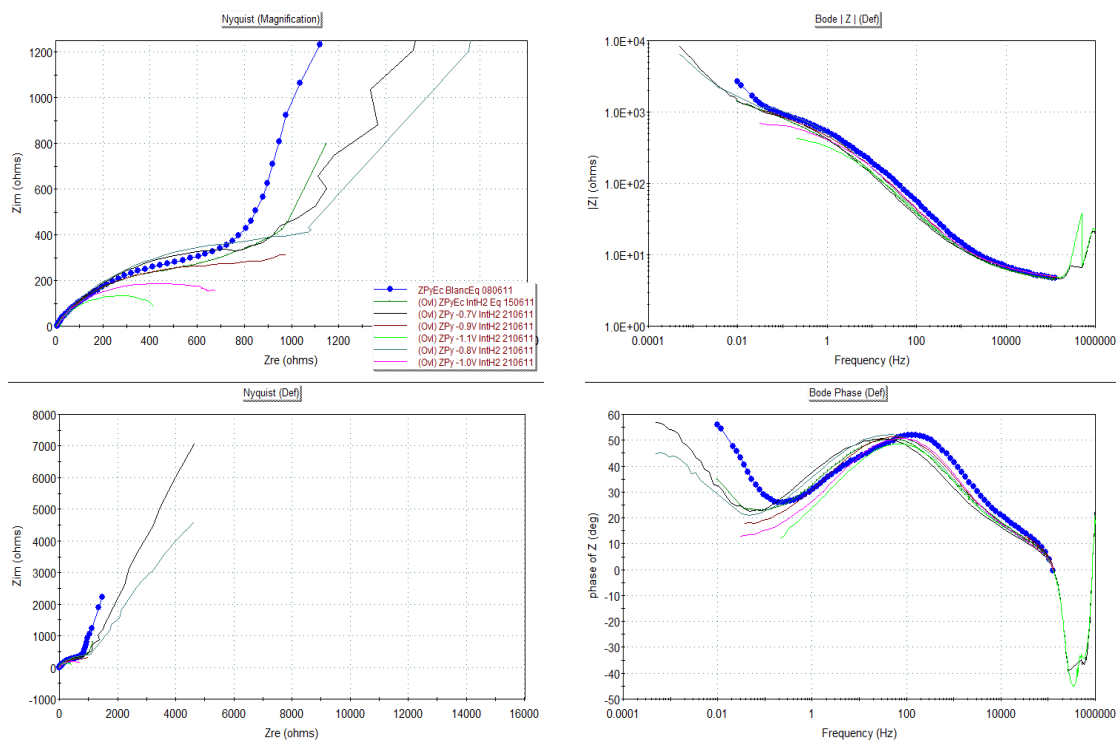 Nyquist (Magnification)
1200
1000
800
600
400
200
0
Zim (ohms)
0 200 400 600 800 1000 1200 1400
Zre (ohms)
ZPyEc BlancEq 080611
(Ovl) ZPyEc IntH2 Eq 150611
(Ovl) ZPy -0.7V IntH2 210611
(Ovl) ZPy -0.9V IntH2 210611
(Ovl) ZPy -1.1V IntH2 210611
(Ovl) ZPy -0.8V IntH2 210611
(Ovl) ZPy -1.0V IntH2 210611
Bode | Z | (Def)
1.0E+04
1.0E+03
1.0E+02
1.0E+01
1.0E+00
|Z| (ohms)
0.0001 0.01 1 100 10000 1000000
Frequency (Hz)
Nyquist (Def)
8000
7000
6000
5000
4000
3000
2000
1000
0
-1000
Zim (ohms)
0 2000 4000 6000 8000 10000 12000 14000 16000
Zre (ohms)
Bode Phase (Def)
60
50
40
30
20
10
0
-10
-20
-30
-40
-50
phase of Z (deg)
0.0001 0.01 1 100 10000 1000000
Frequency (Hz)